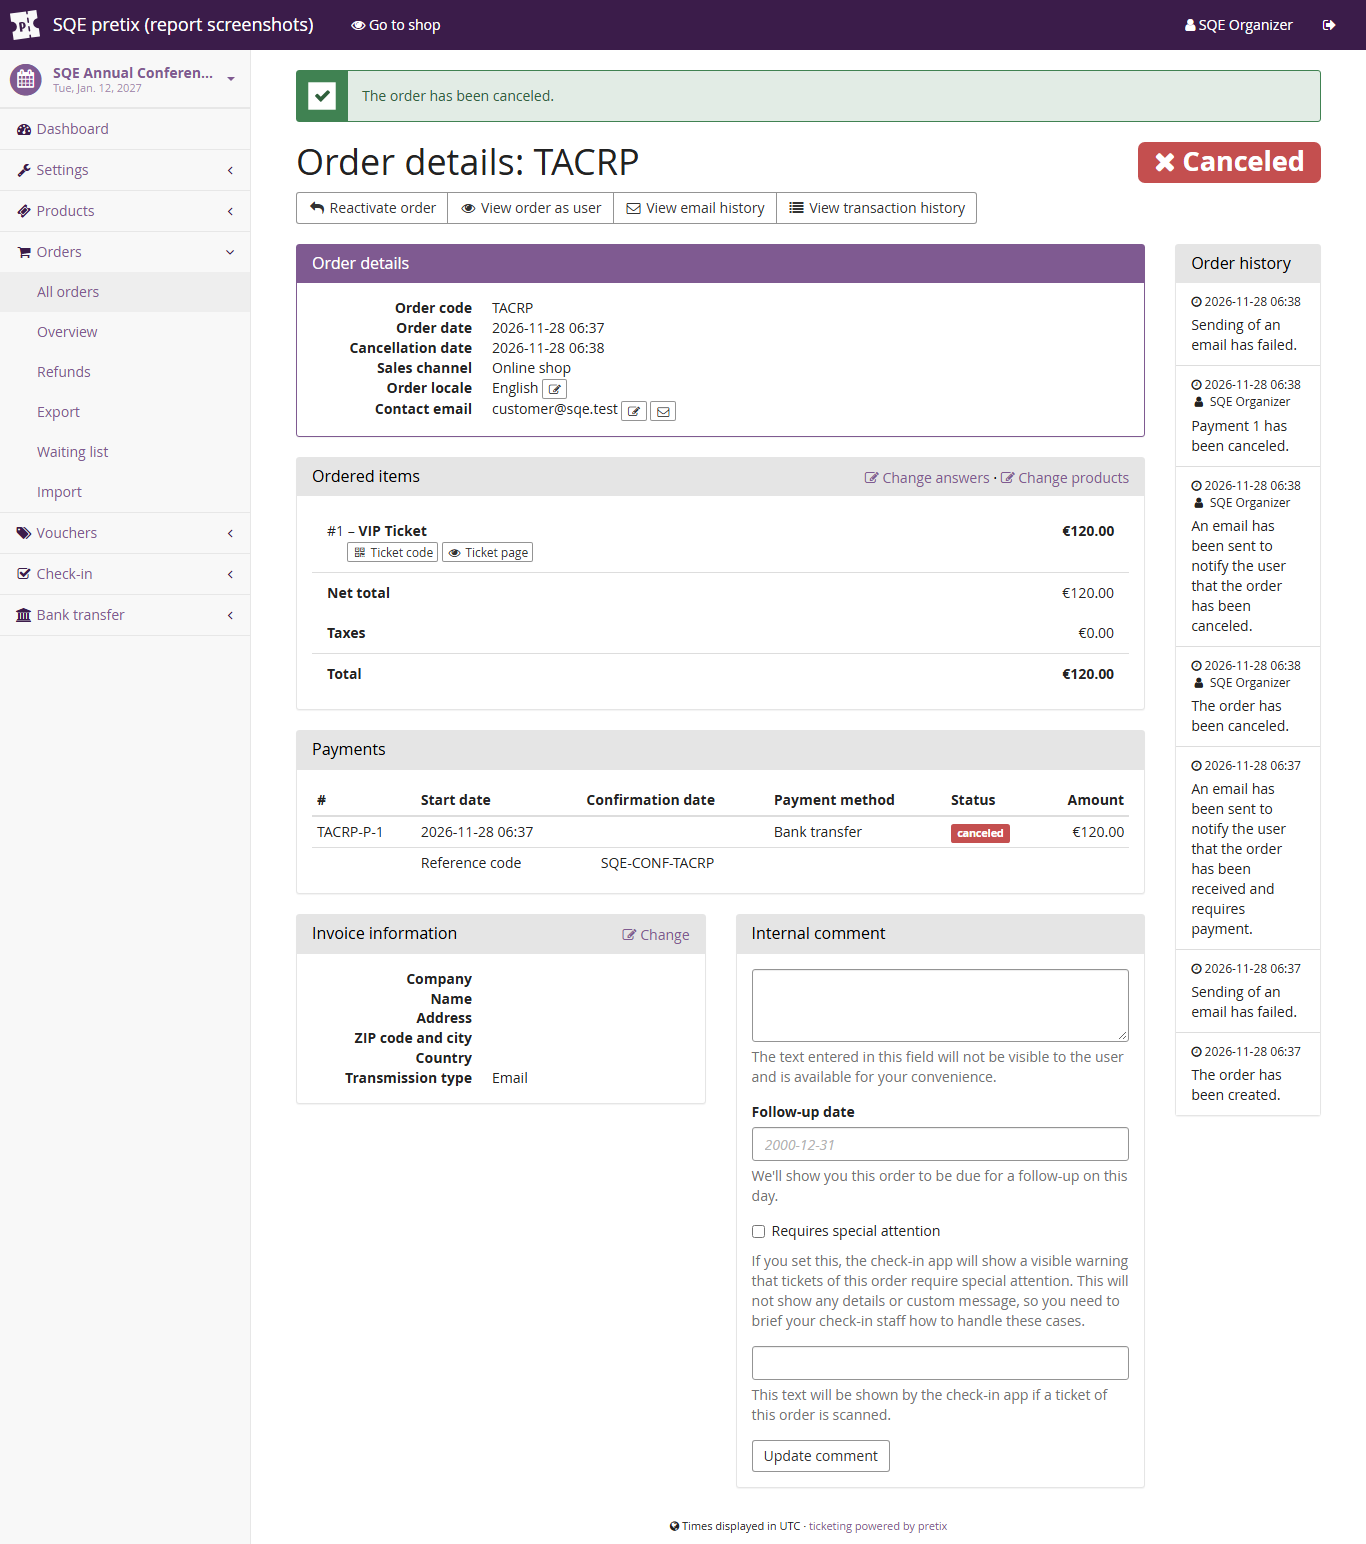 SQE pretix (report screenshots)
Go to shop
SQE Organizer
SQE Annual Conferen...
Tue, Jan. 12, 2027
Dashboard
Settings
Products
Orders
All orders
Overview
Refunds
Export
Waiting list
Import
Vouchers
Check-in
Bank transfer
The order has been canceled.
Order details: TACRP
Canceled
Reactivate order
View order as user
View email history
View transaction history
Order details
Order code TACRP
Order date 2026-11-28 06:37
Cancellation date 2026-11-28 06:38
Sales channel Online shop
Order locale English
Contact email customer@sqe.test
Ordered items
Change answers · Change products
#1 – VIP Ticket €120.00
Ticket code Ticket page
Net total €120.00
Taxes €0.00
Total €120.00
Payments
# Start date Confirmation date Payment method Status Amount
TACRP-P-1 2026-11-28 06:37 Bank transfer canceled €120.00
Reference code SQE-CONF-TACRP
Invoice information Change
Company
Name
Address
ZIP code and city
Country
Transmission type Email
Internal comment
The text entered in this field will not be visible to the user
and is available for your convenience.
Follow-up date
2000-12-31
We'll show you this order to be due for a follow-up on this
day.
Requires special attention
If you set this, the check-in app will show a visible warning
that tickets of this order require special attention. This will
not show any details or custom message, so you need to
brief your check-in staff how to handle these cases.
This text will be shown by the check-in app if a ticket of
this order is scanned.
Update comment
Order history
2026-11-28 06:38
Sending of an
email has failed.
2026-11-28 06:38
SQE Organizer
Payment 1 has
been canceled.
2026-11-28 06:38
SQE Organizer
An email has
been sent to
notify the user
that the order
has been
canceled.
2026-11-28 06:38
SQE Organizer
The order has
been canceled.
2026-11-28 06:37
An email has
been sent to
notify the user
that the order
has been
received and
requires
payment.
2026-11-28 06:37
Sending of an
email has failed.
2026-11-28 06:37
The order has
been created.
Times displayed in UTC · ticketing powered by pretix